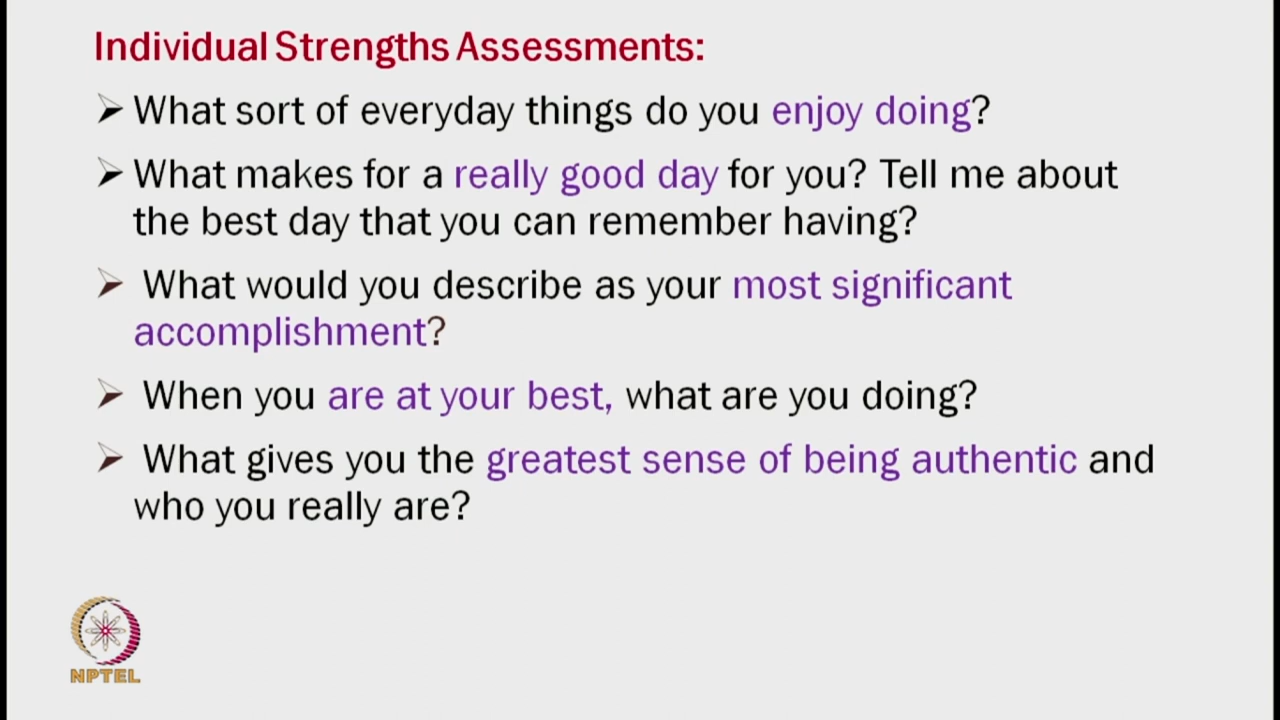 Individual Strengths Assessments:
➢ What sort of everyday things do you enjoy doing?
➢ What makes for a really good day for you? Tell me about
the best day that you can remember having?
➢ What would you describe as your most significant
accomplishment?
➢ When you are at your best, what are you doing?
➢ What gives you the greatest sense of being authentic and
who you really are?
NPTEL